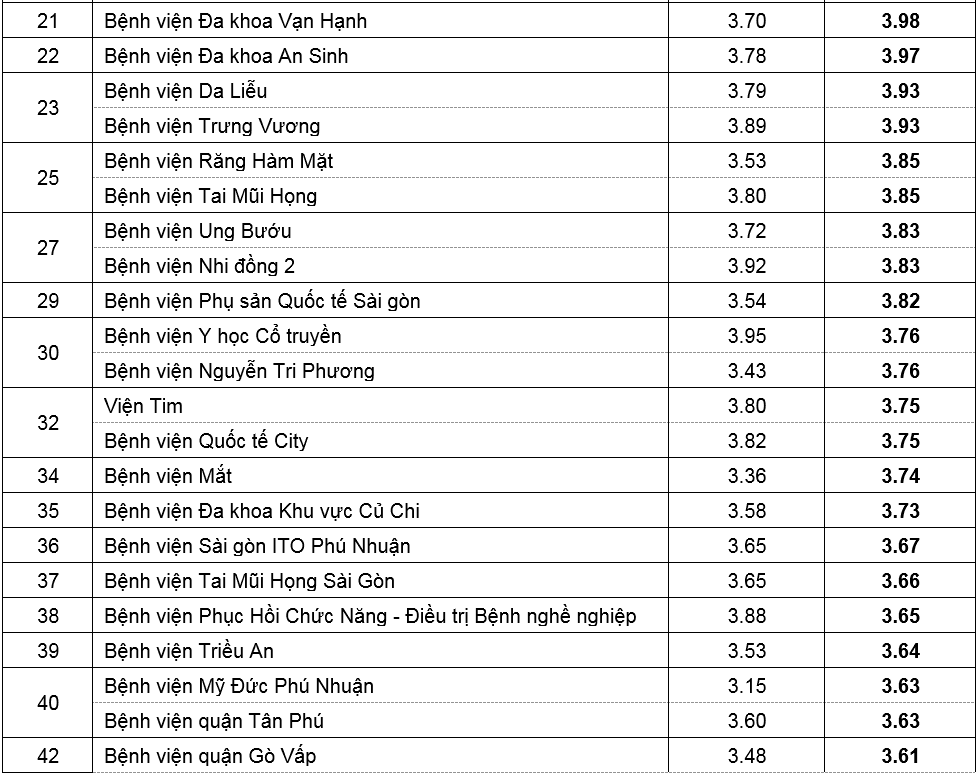 21 Bệnh viện Đa khoa Vạn Hạnh 3.70 3.98
22 Bệnh viện Đa khoa An Sinh 3.78 3.97
23 Bệnh viện Da Liễu 3.79 3.93
Bệnh viện Trưng Vương 3.89 3.93
25 Bệnh viện Răng Hàm Mặt 3.53 3.85
Bệnh viện Tai Mũi Họng 3.80 3.85
27 Bệnh viện Ung Bướu 3.72 3.83
Bệnh viện Nhi đồng 2 3.92 3.83
29 Bệnh viện Phụ sản Quốc tế Sài gòn 3.54 3.82
30 Bệnh viện Y học Cổ truyền 3.95 3.76
Bệnh viện Nguyễn Tri Phương 3.43 3.76
32 Viện Tim 3.80 3.75
Bệnh viện Quốc tế City 3.82 3.75
34 Bệnh viện Mắt 3.36 3.74
35 Bệnh viện Đa khoa Khu vực Củ Chi 3.58 3.73
36 Bệnh viện Sài gòn ITO Phú Nhuận 3.65 3.67
37 Bệnh viện Tai Mũi Họng Sài Gòn 3.65 3.66
38 Bệnh viện Phục Hồi Chức Năng - Điều trị Bệnh nghề nghiệp 3.88 3.65
39 Bệnh viện Triều An 3.53 3.64
40 Bệnh viện Mỹ Đức Phú Nhuận 3.15 3.63
Bệnh viện quận Tân Phú 3.60 3.63
42 Bệnh viện quận Gò Vấp 3.48 3.61